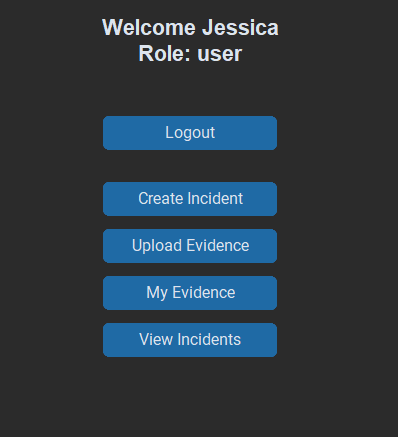 Welcome Jessica
Role: user
Logout
Create Incident
Upload Evidence
My Evidence
View Incidents